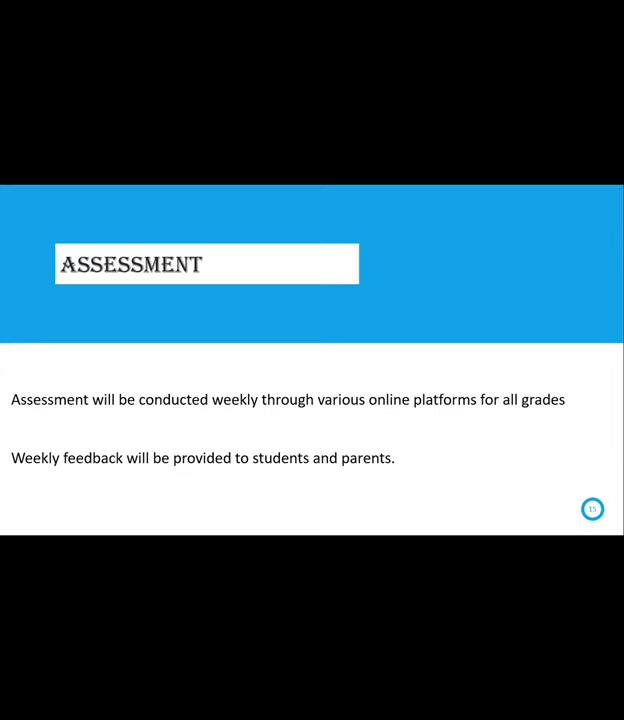 ASSESSMENT
Assessment will be conducted weekly through various online platforms for all grades
Weekly feedback will be provided to students and parents.
15